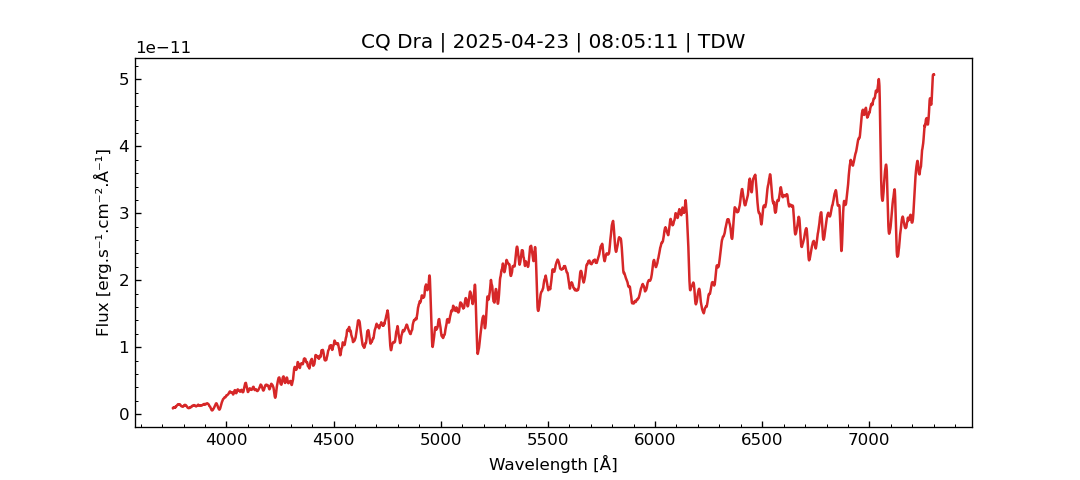 CQ Dra | 2025-04-23 | 08:05:11 | TDW
1e−11
5
4
3
2
1
0
Flux [erg.s⁻¹.cm⁻².Å⁻¹]
4000 4500 5000 5500 6000 6500 7000
Wavelength [Å]